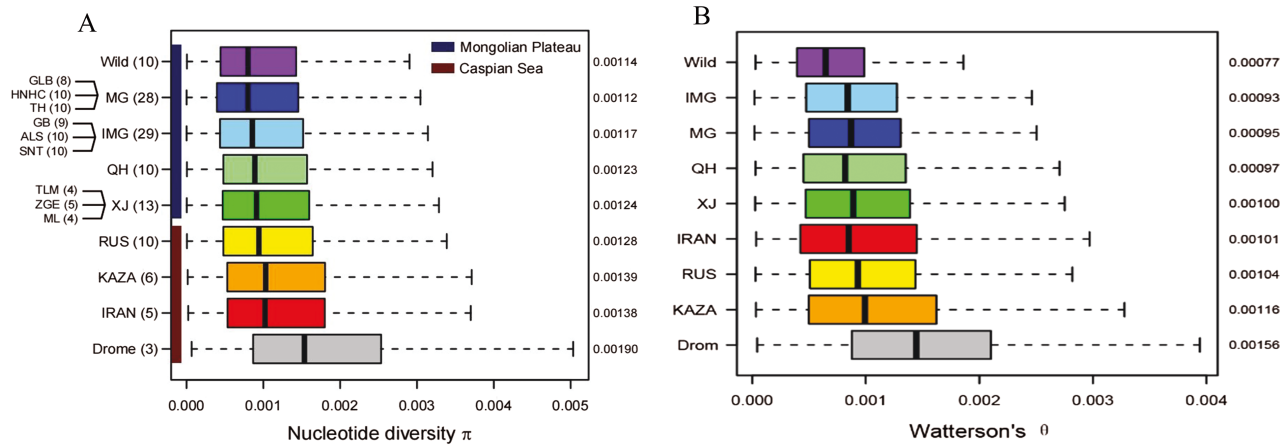 A
Mongolian Plateau
Caspian Sea
Wild (10)
0.00114
GLB (8)
HNHC (10)
TH (10)
MG (28)
0.00112
GB (9)
ALS (10)
SNT (10)
IMG (29)
0.00117
QH (10)
0.00123
TLM (4)
ZGE (5)
ML (4)
XJ (13)
0.00124
RUS (10)
0.00128
KAZA (6)
0.00139
IRAN (5)
0.00138
Drome (3)
0.00190
0.000 0.001 0.002 0.003 0.004 0.005
Nucleotide diversity π
B
Wild
0.00077
IMG
0.00093
MG
0.00095
QH
0.00097
XJ
0.00100
IRAN
0.00101
RUS
0.00104
KAZA
0.00116
Drom
0.00156
0.000 0.001 0.002 0.003 0.004
Watterson's θ